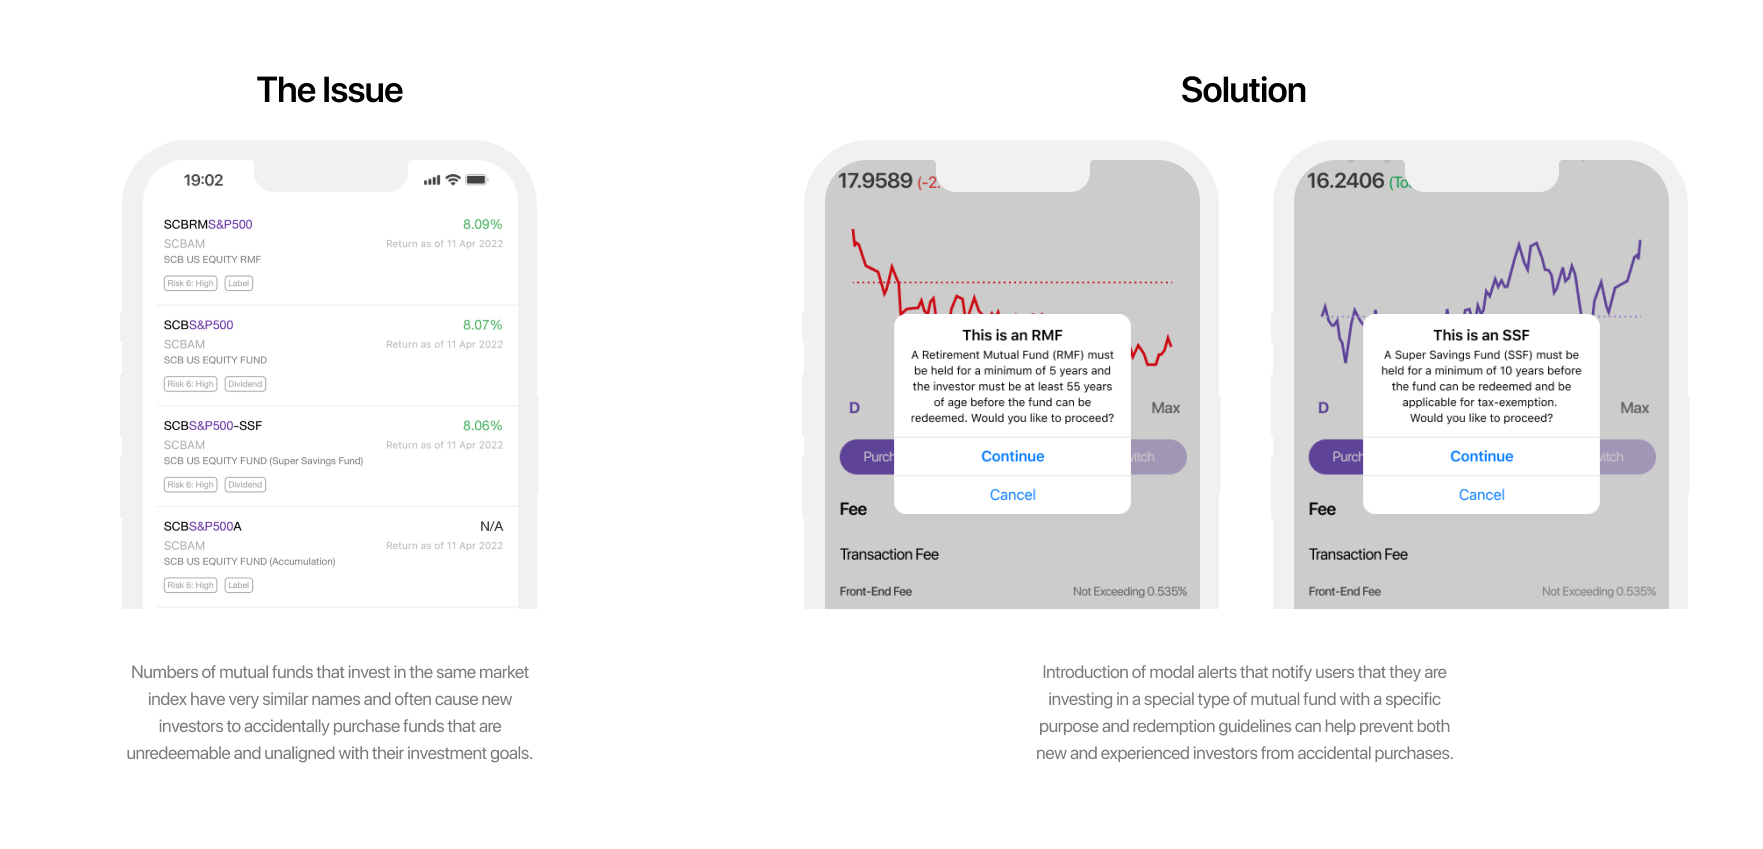 The Issue
19:02
SCBRMS&P500 8.09%
SCBAM Return as of 11 Apr 2022
SCB US EQUITY RMF
Risk 6: High Label
SCBS&P500 8.07%
SCBAM Return as of 11 Apr 2022
SCB US EQUITY FUND
Risk 6: High Dividend
SCBS&P500-SSF 8.06%
SCBAM Return as of 11 Apr 2022
SCB US EQUITY FUND (Super Savings Fund)
Risk 6: High Dividend
SCBS&P500A N/A
SCBAM Return as of 11 Apr 2022
SCB US EQUITY FUND (Accumulation)
Risk 6: High Label
Numbers of mutual funds that invest in the same market
index have very similar names and often cause new
investors to accidentally purchase funds that are
unredeemable and unaligned with their investment goals.
Solution
17.9589 (-2.
This is an RMF
A Retirement Mutual Fund (RMF) must
be held for a minimum of 5 years and
the investor must be at least 55 years
of age before the fund can be
redeemed. Would you like to proceed?
D Max
Purch itch
Continue
Cancel
Fee
Transaction Fee
Front-End Fee Not Exceeding 0.535%
16.2406 (To
This is an SSF
A Super Savings Fund (SSF) must be
held for a minimum of 10 years before
the fund can be redeemed and be
applicable for tax-exemption.
Would you like to proceed?
D Max
Purch itch
Continue
Cancel
Fee
Transaction Fee
Front-End Fee Not Exceeding 0.535%
Introduction of modal alerts that notify users that they are
investing in a special type of mutual fund with a specific
purpose and redemption guidelines can help prevent both
new and experienced investors from accidental purchases.